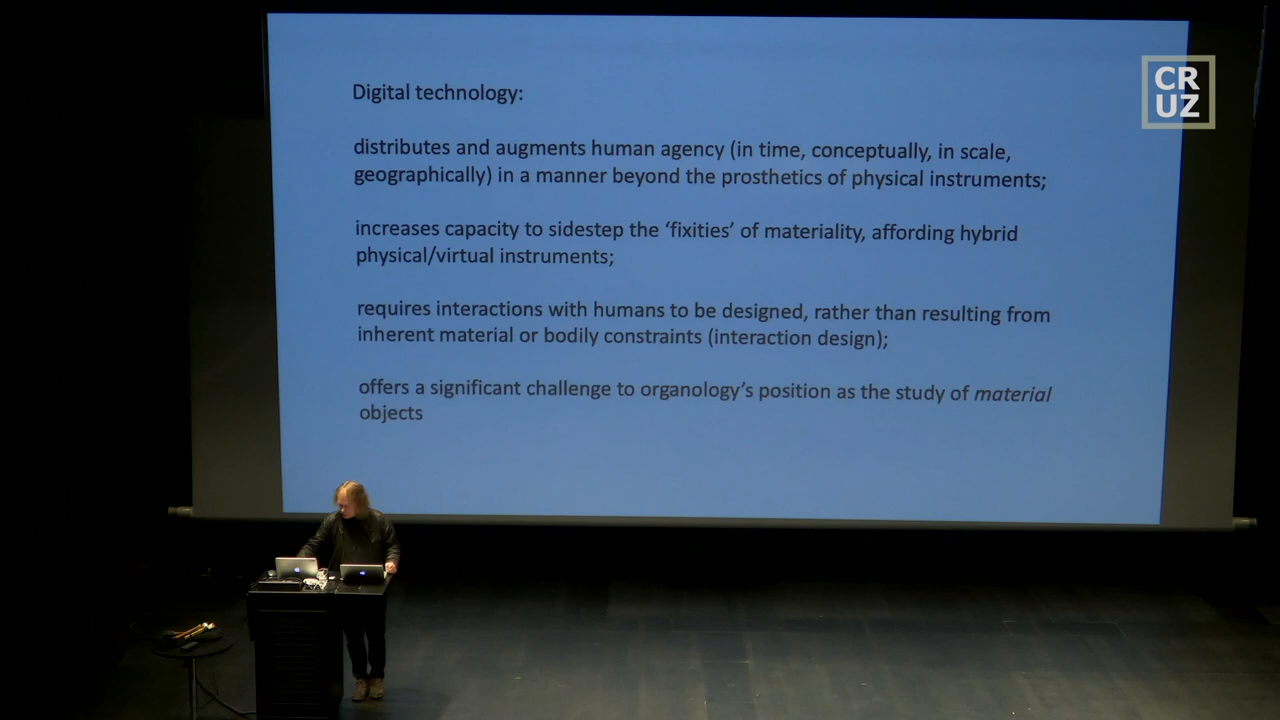 CR
UZ
Digital technology:
distributes and augments human agency (in time, conceptually, in scale,
geographically) in a manner beyond the prosthetics of physical instruments;
increases capacity to sidestep the ‘fixities’ of materiality, affording hybrid
physical/virtual instruments;
requires interactions with humans to be designed, rather than resulting from
inherent material or bodily constraints (interaction design);
offers a significant challenge to organology’s position as the study of material
objects